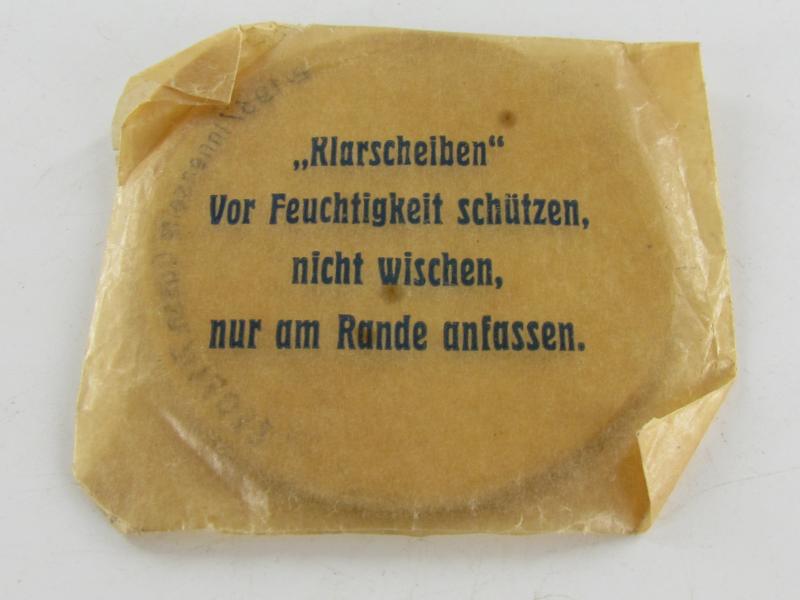 „Klarscheiben“
Vor Feuchtigkeit schützen,
nicht wischen,
nur am Rande anfassen.